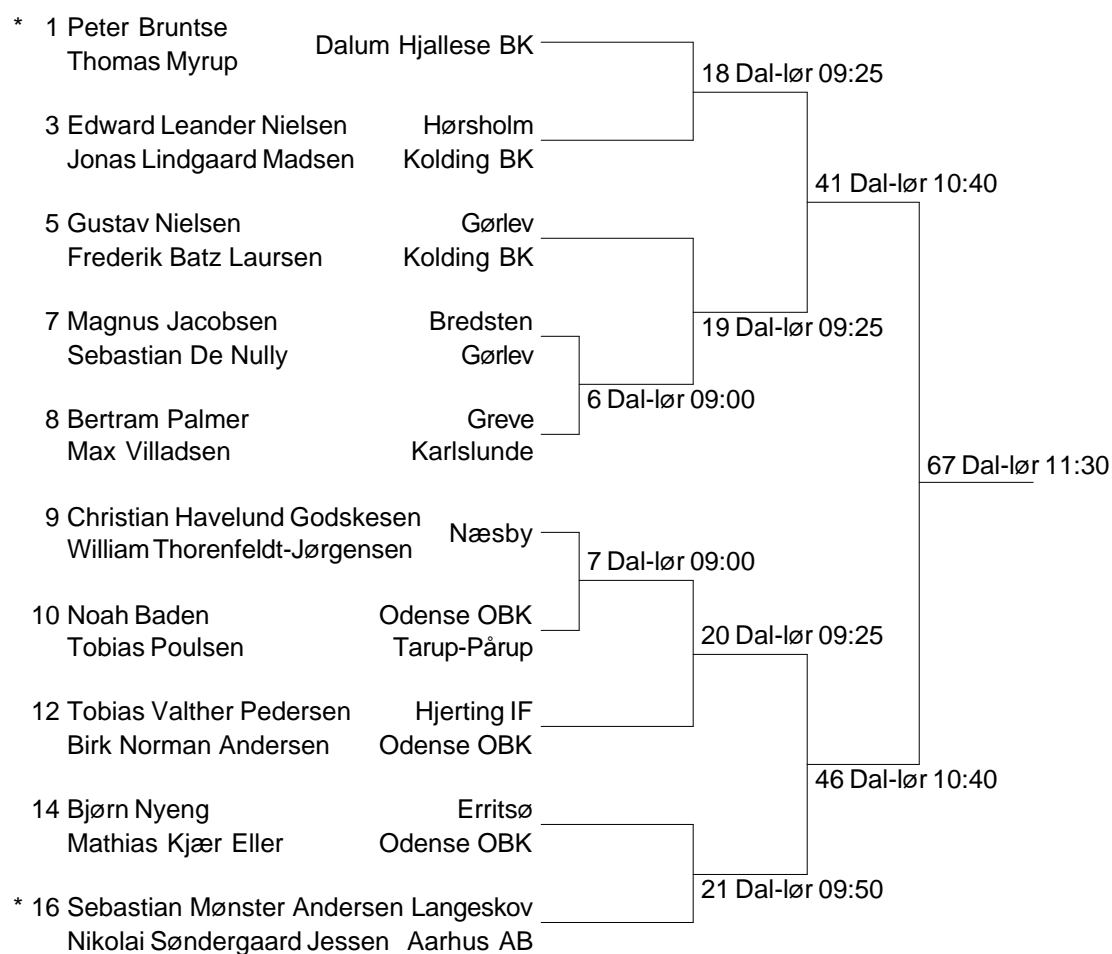 * 1 Peter Bruntse
Dalum Hjallese BK
Thomas Myrup
18 Dal-lør 09:25
3 Edward Leander Nielsen Hørsholm
Jonas Lindgaard Madsen Kolding BK
41 Dal-lør 10:40
5 Gustav Nielsen Gørlev
Frederik Batz Laursen Kolding BK
7 Magnus Jacobsen Bredsten
19 Dal-lør 09:25
Sebastian De Nully Gørlev
6 Dal-lør 09:00
8 Bertram Palmer Greve
Max Villadsen Karlslunde
67 Dal-lør 11:30
9 Christian Havelund Godskesen
Næsby
William Thorenfeldt-Jørgensen
7 Dal-lør 09:00
10 Noah Baden Odense OBK
20 Dal-lør 09:25
Tobias Poulsen Tarup-Pårup
12 Tobias Valther Pedersen Hjerting IF
Birk Norman Andersen Odense OBK
46 Dal-lør 10:40
14 Bjørn Nyeng Erritsø
Mathias Kjær Eller Odense OBK
21 Dal-lør 09:50
* 16 Sebastian Mønster Andersen Langeskov
Nikolai Søndergaard Jessen Aarhus AB